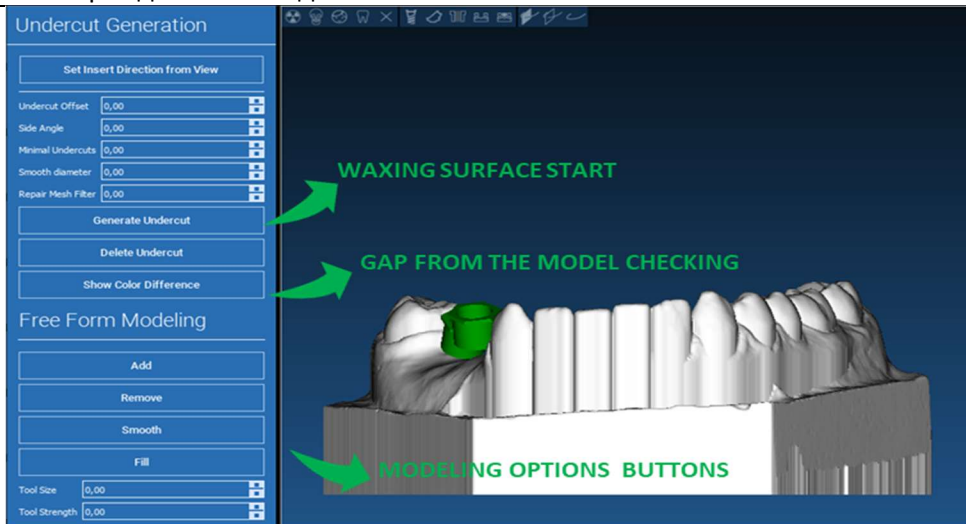 Undercut Generation
Set Insert Direction from View
Undercut Offset 0,00
Side Angle 0,00
Minimal Undercuts 0,00
Smooth diameter 0,00
Repair Mesh Filter 0,00
WAXING SURFACE START
Generate Undercut
Delete Undercut
GAP FROM THE MODEL CHECKING
Show Color Difference
Free Form Modeling
Add
Remove
Smooth
Fill
MODELING OPTIONS BUTTONS
Tool Size 0,00
Tool Strength 0,00